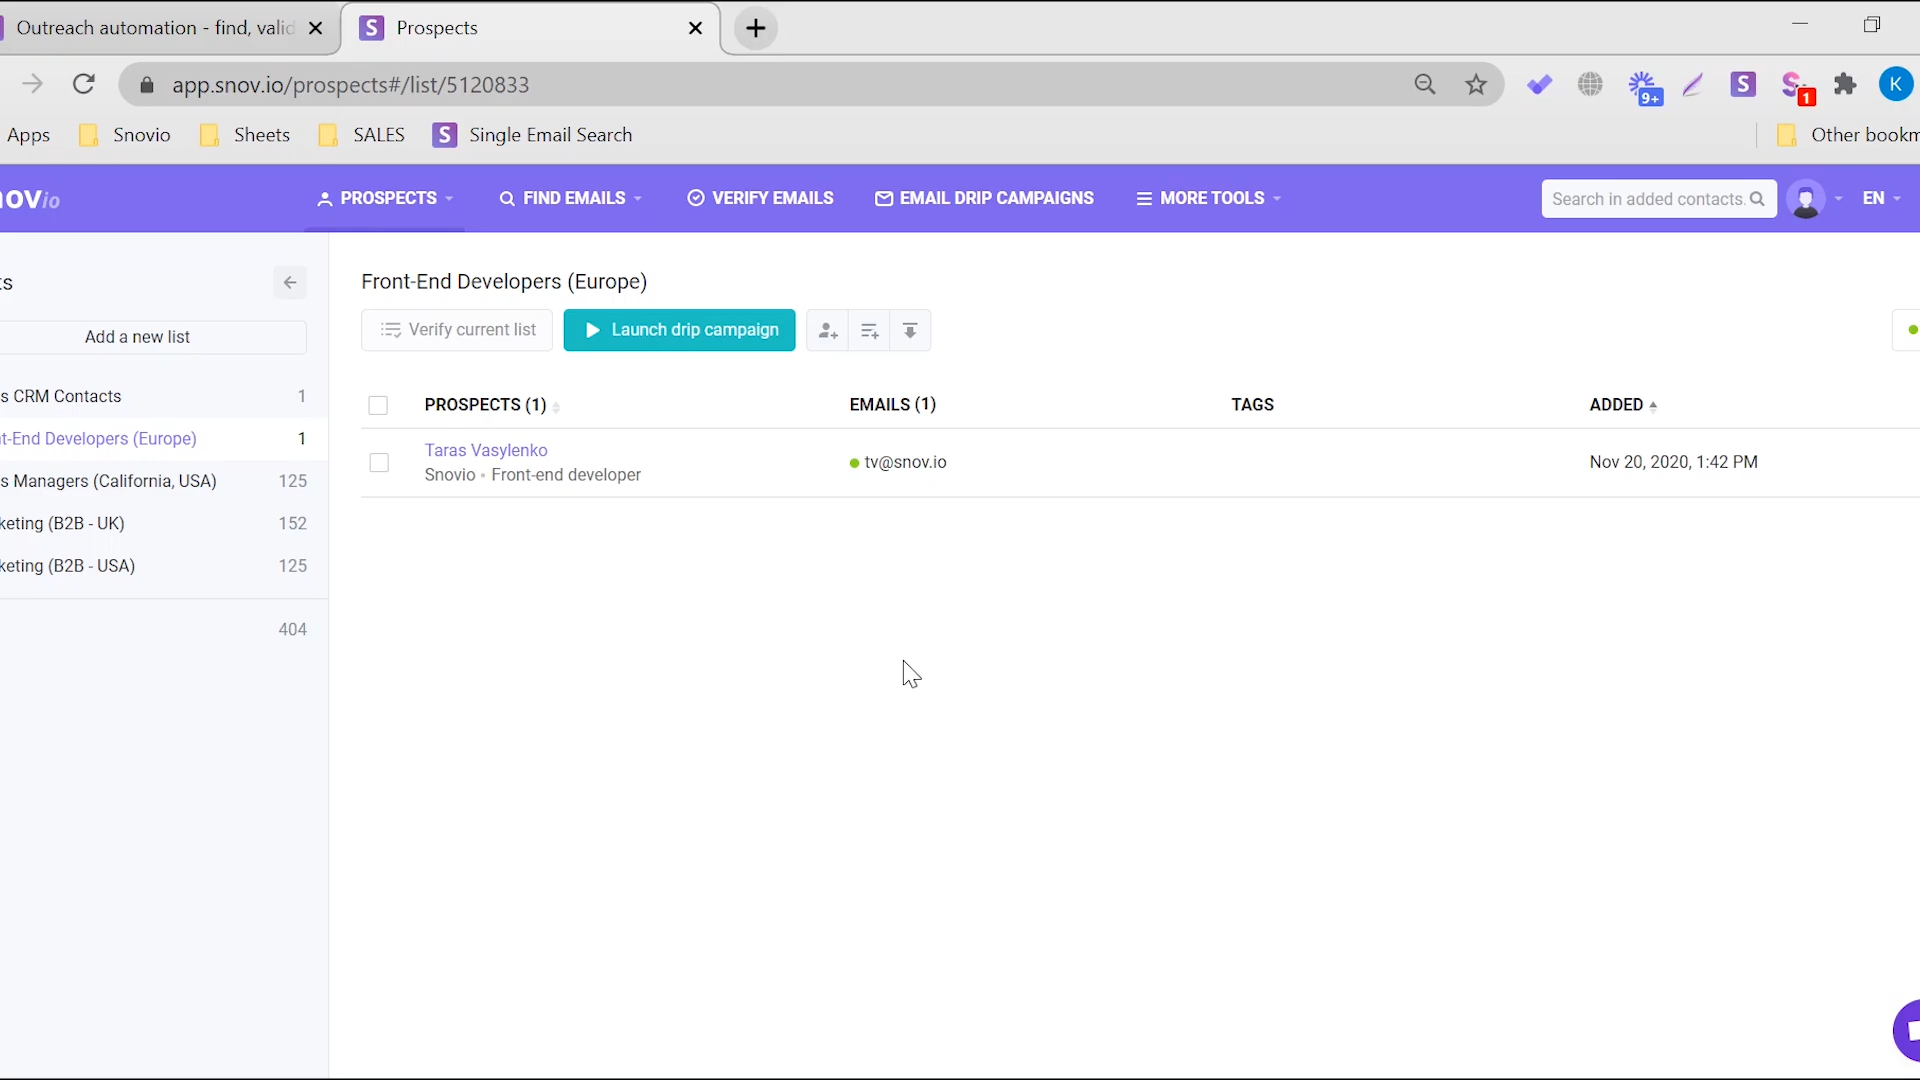 Outreach automation - find, valid
Prospects
app.snov.io/prospects#/list/5120833
9+
1
K
Apps
Snovio
Sheets
SALES
Single Email Search
Other bookm
novio
PROSPECTS
FIND EMAILS
VERIFY EMAILS
EMAIL DRIP CAMPAIGNS
MORE TOOLS
Search in added contacts.
EN
ts
Add a new list
s CRM Contacts 1
t-End Developers (Europe) 1
s Managers (California, USA) 125
keting (B2B - UK) 152
keting (B2B - USA) 125
404
Front-End Developers (Europe)
Verify current list
Launch drip campaign
PROSPECTS (1) EMAILS (1) TAGS ADDED
Taras Vasylenko
Snovio • Front-end developer
tv@snov.io
Nov 20, 2020, 1:42 PM